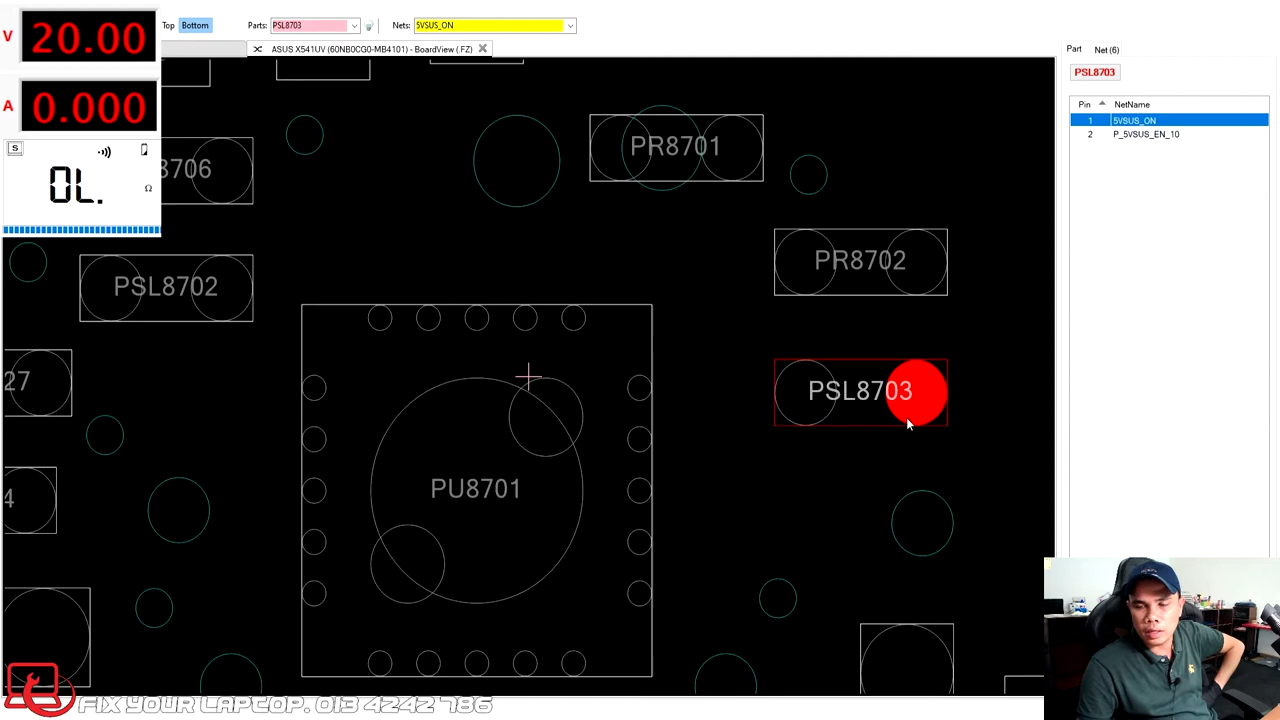 V 20.00
A 0.000
S
OL.
Ω
Top Bottom Parts: PSL8703 Nets: 5VSUS_ON
ASUS X541UV (60NB0CG0-MB4101) - BoardView (.FZ)
Part Net (6)
PSL8703
Pin NetName
1 5VSUS_ON
2 P_5VSUS_EN_10
PR8701
8706
PR8702
PSL8702
27
PSL8703
PU8701
4
FIX YOUR LAPTOP. 013 4242 786